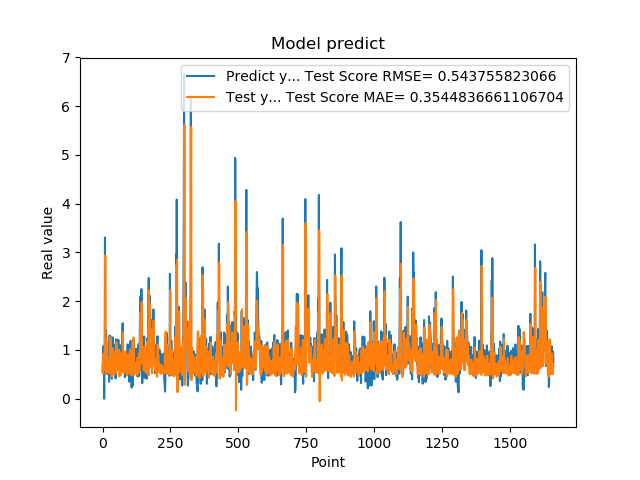 Model predict
Predict y... Test Score RMSE= 0.543755823066
Test y... Test Score MAE= 0.3544836661106704
Real value
7
6
5
4
3
2
1
0
0 250 500 750 1000 1250 1500
Point